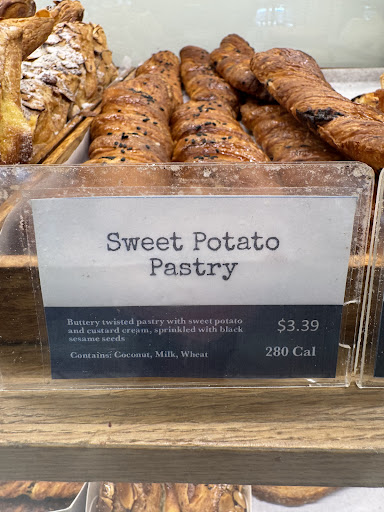 Sweet Potato
Pastry
Buttery twisted pastry with sweet potato
and custard cream, sprinkled with black
sesame seeds
$3.39
Contains: Coconut, Milk, Wheat
280 Cal